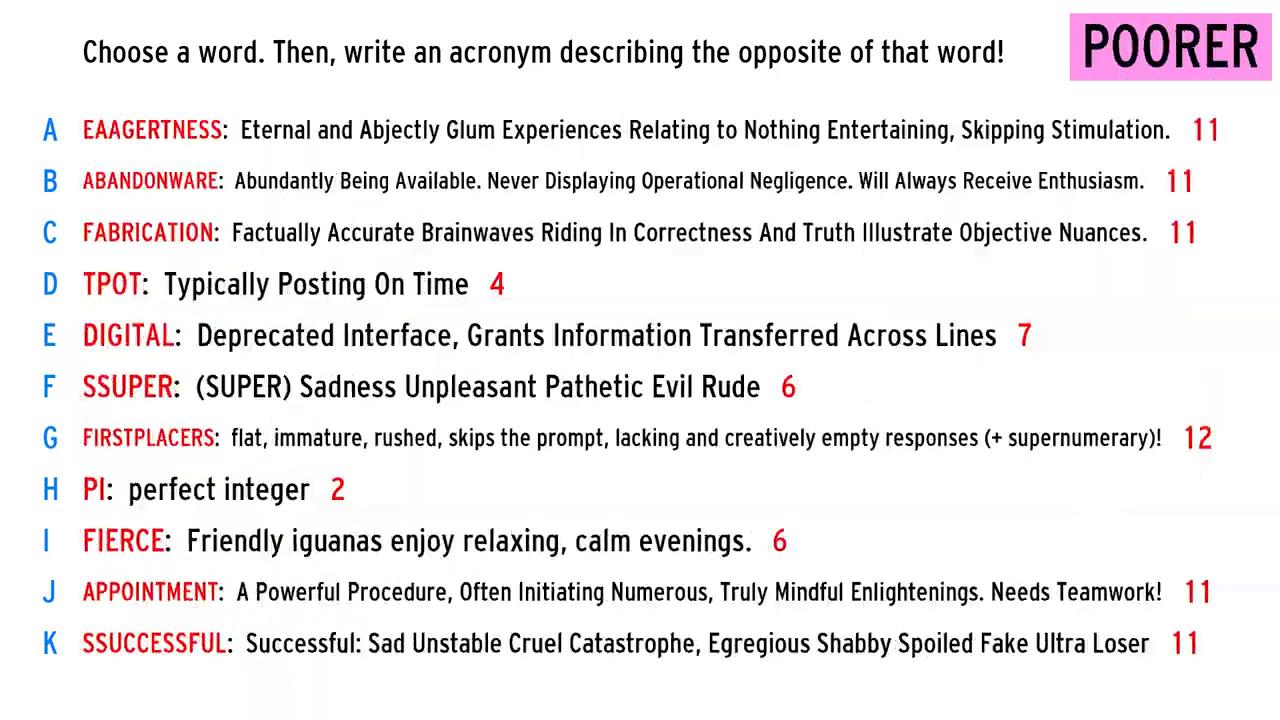 Choose a word. Then, write an acronym describing the opposite of that word!
POORER
A EAAGERTNESS: Eternal and Abjectly Glum Experiences Relating to Nothing Entertaining, Skipping Stimulation. 11
B ABANDONWARE: Abundantly Being Available. Never Displaying Operational Negligence. Will Always Receive Enthusiasm. 11
C FABRICATION: Factually Accurate Brainwaves Riding In Correctness And Truth Illustrate Objective Nuances. 11
D TPOT: Typically Posting On Time 4
E DIGITAL: Deprecated Interface, Grants Information Transferred Across Lines 7
F SSUPER: (SUPER) Sadness Unpleasant Pathetic Evil Rude 6
G FIRSTPLACERS: flat, immature, rushed, skips the prompt, lacking and creatively empty responses (+ supernumerary)! 12
H PI: perfect integer 2
I FIERCE: Friendly iguanas enjoy relaxing, calm evenings. 6
J APPOINTMENT: A Powerful Procedure, Often Initiating Numerous, Truly Mindful Enlightenings. Needs Teamwork! 11
K SSUCCESSFUL: Successful: Sad Unstable Cruel Catastrophe, Egregious Shabby Spoiled Fake Ultra Loser 11